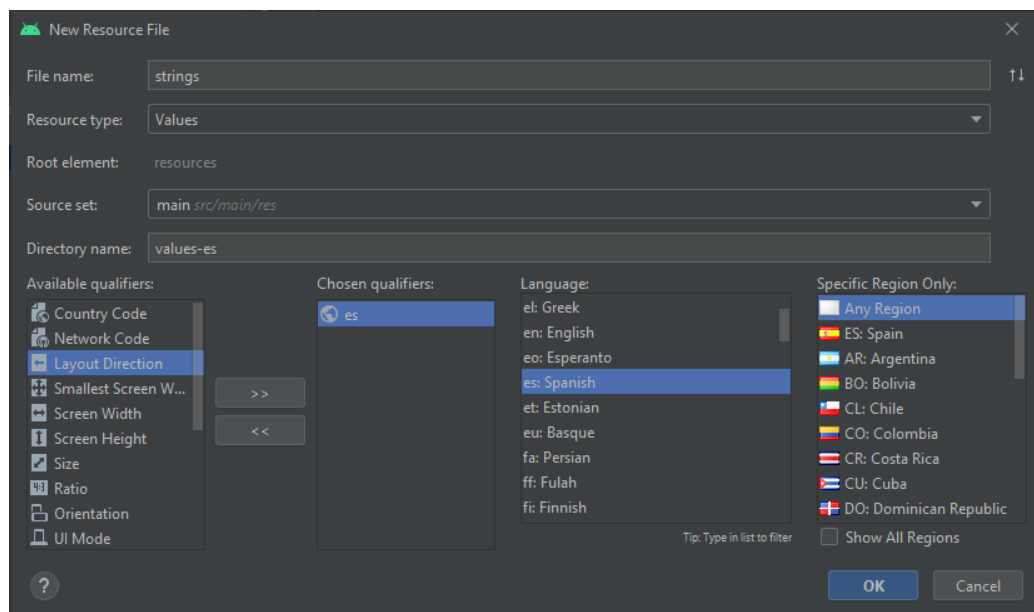 New Resource File
File name: strings
Resource type: Values
Root element: resources
Source set: main src/main/res
Directory name: values-es
Available qualifiers:
Country Code
Network Code
Layout Direction
Smallest Screen W...
Screen Width
Screen Height
Size
Ratio
Orientation
UI Mode
>>
<<
Chosen qualifiers:
es
Language:
el: Greek
en: English
eo: Esperanto
es: Spanish
et: Estonian
eu: Basque
fa: Persian
ff: Fulah
fi: Finnish
Tip: Type in list to filter
Specific Region Only:
Any Region
ES: Spain
AR: Argentina
BO: Bolivia
CL: Chile
CO: Colombia
CR: Costa Rica
CU: Cuba
DO: Dominican Republic
Show All Regions
?
OK
Cancel